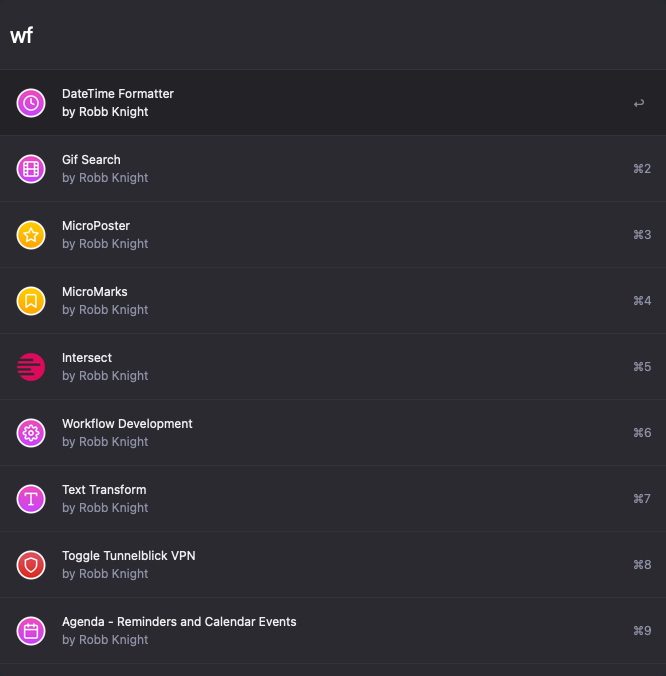 wf
DateTime Formatter
by Robb Knight
↩
Gif Search
by Robb Knight
⌘2
MicroPoster
by Robb Knight
⌘3
MicroMarks
by Robb Knight
⌘4
Intersect
by Robb Knight
⌘5
Workflow Development
by Robb Knight
⌘6
Text Transform
by Robb Knight
⌘7
Toggle Tunnelblick VPN
by Robb Knight
⌘8
Agenda - Reminders and Calendar Events
by Robb Knight
⌘9